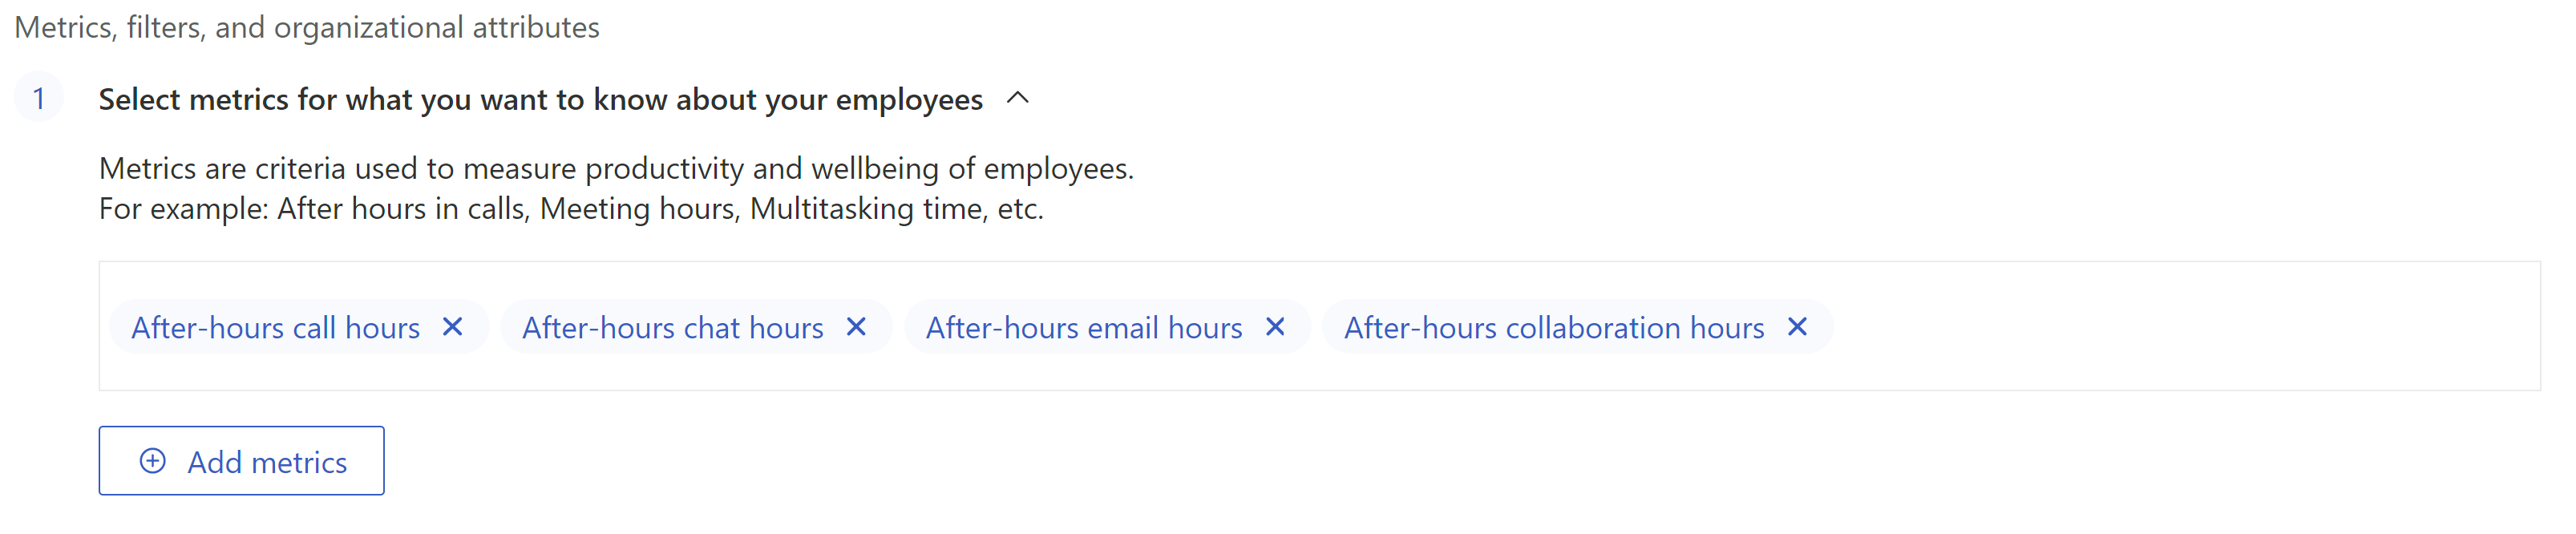 Metrics, filters, and organizational attributes
1 Select metrics for what you want to know about your employees
Metrics are criteria used to measure productivity and wellbeing of employees.
For example: After hours in calls, Meeting hours, Multitasking time, etc.
After-hours call hours After-hours chat hours After-hours email hours After-hours collaboration hours
Add metrics